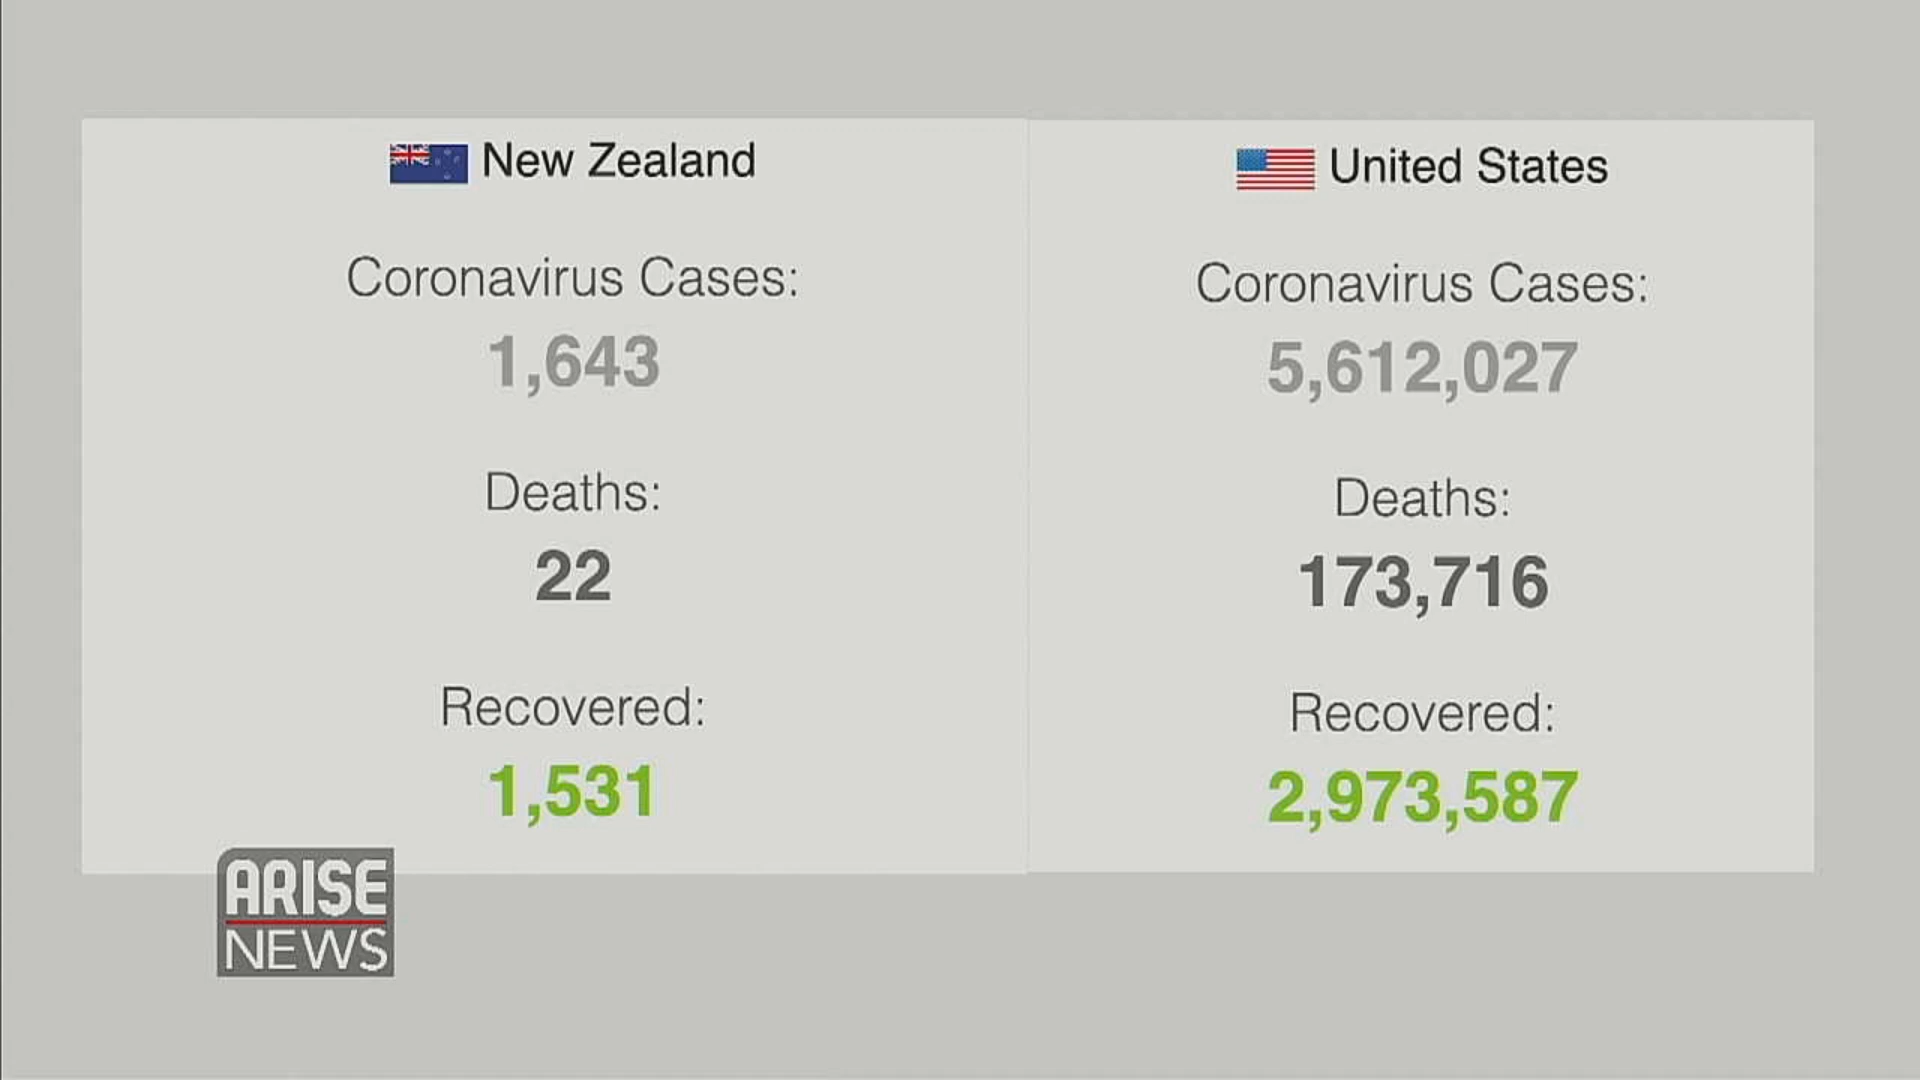 New Zealand
Coronavirus Cases:
1,643
Deaths:
22
Recovered:
1,531
United States
Coronavirus Cases:
5,612,027
Deaths:
173,716
Recovered:
2,973,587
ARISE
NEWS